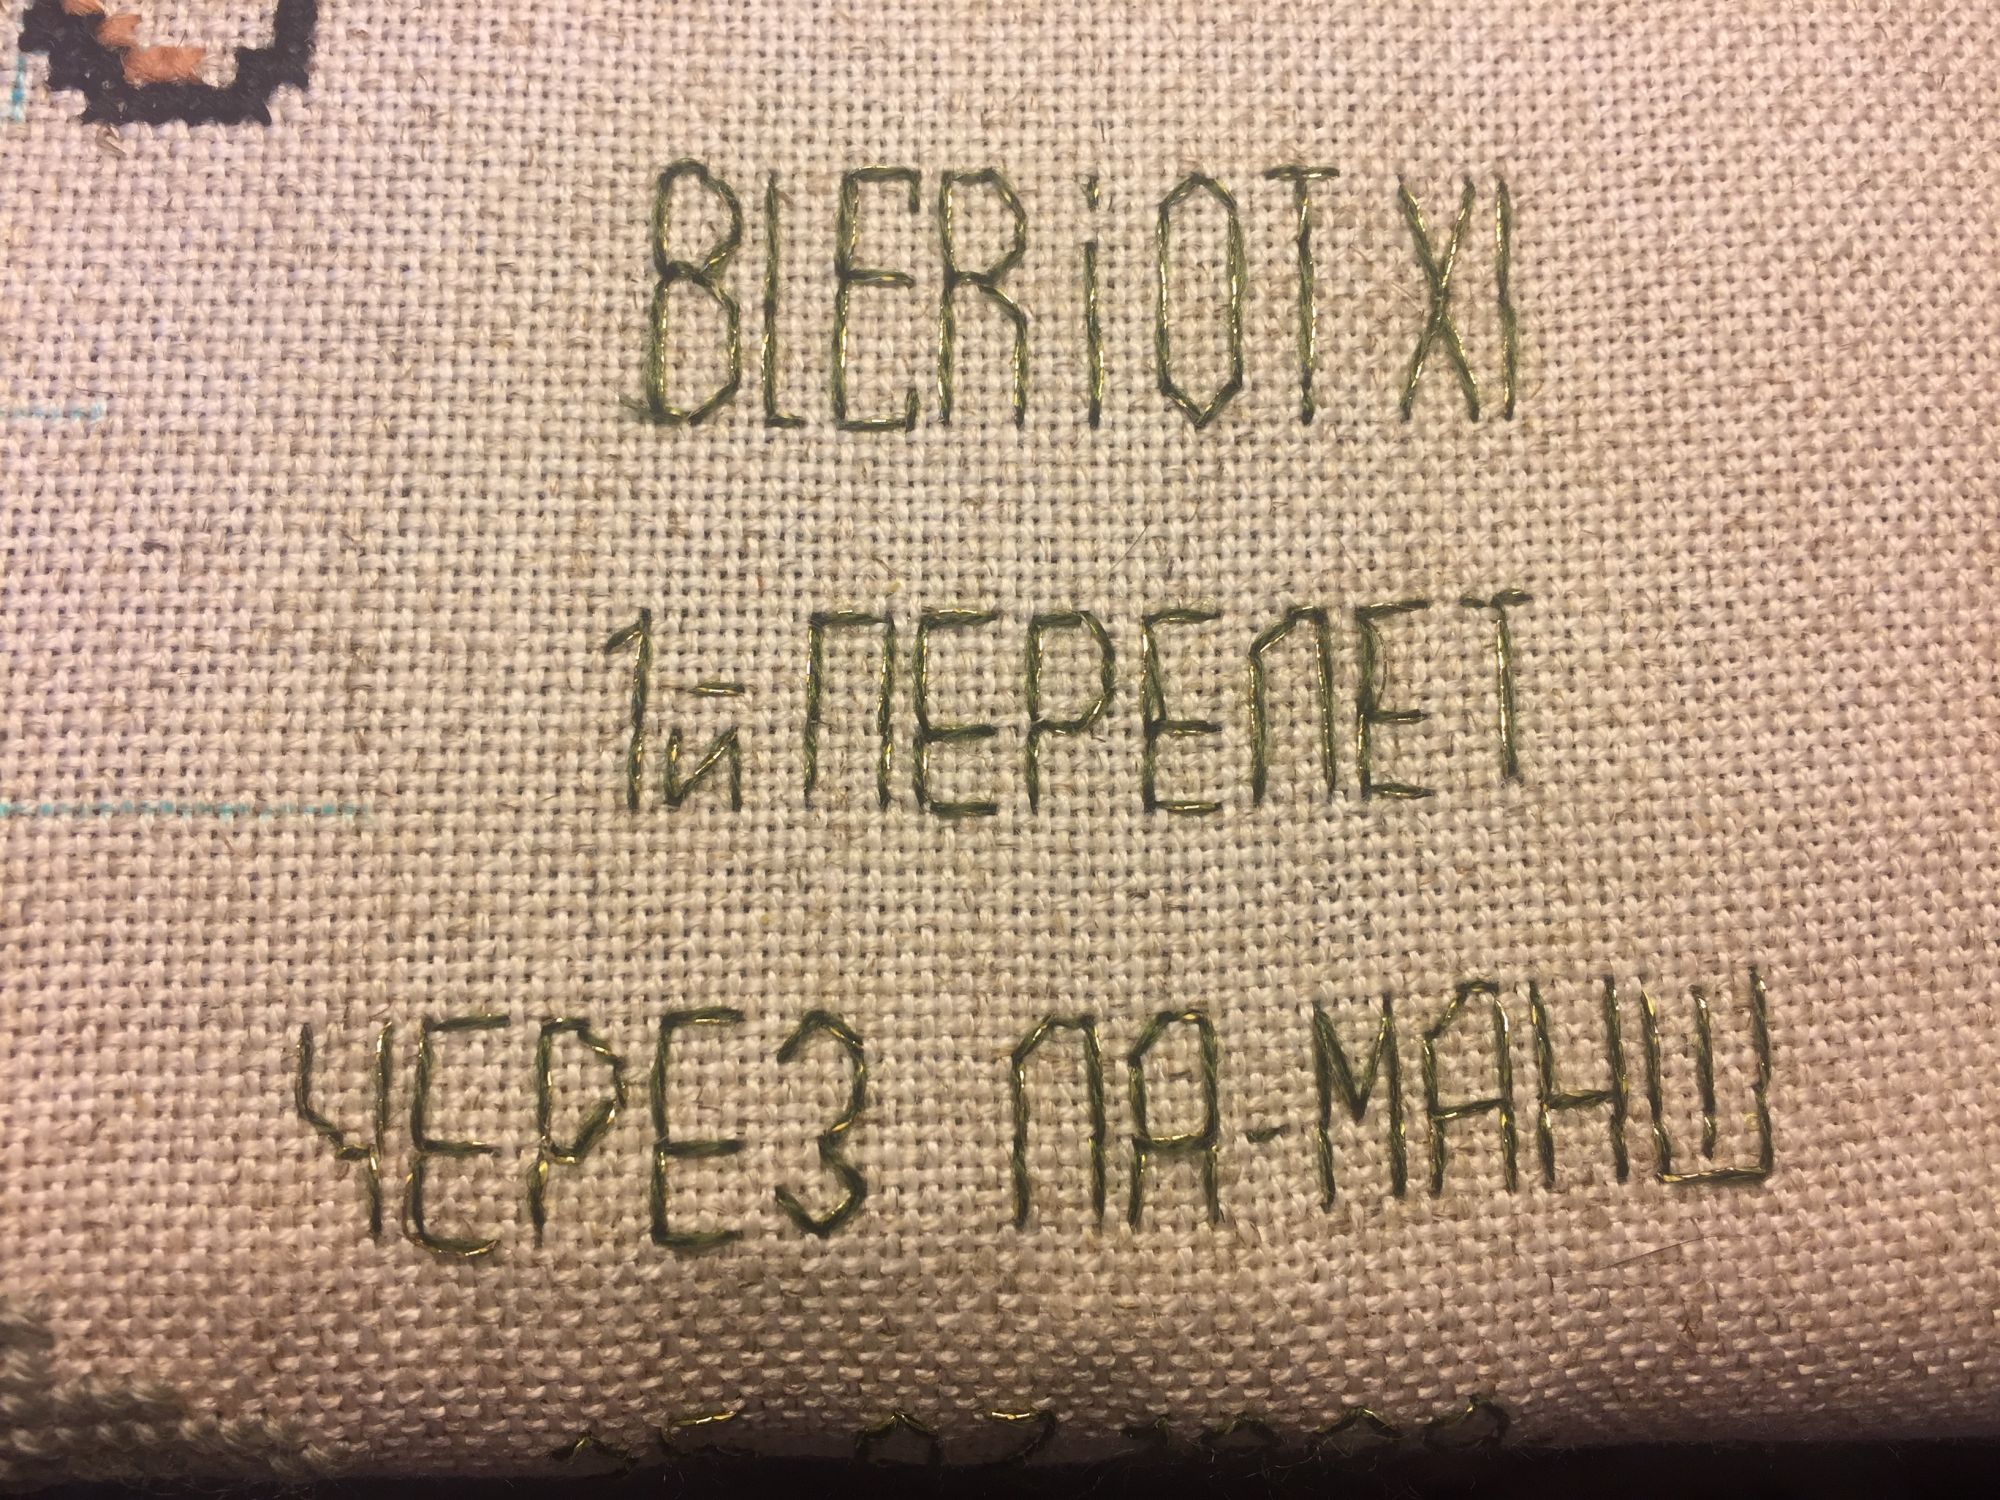 BLERiOT XI
1й ПЕРЕЛЕТ
ЧЕРЕЗ ЛА-МАНШ